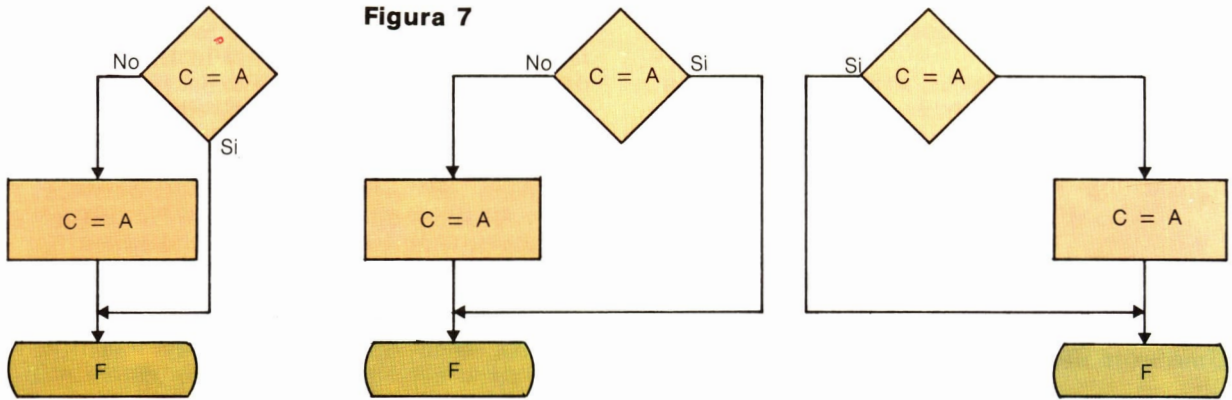 Figura 7
No
C = A
Si
C = A
F
No
C = A
Si
C = A
F
Si
C = A
C = A
F